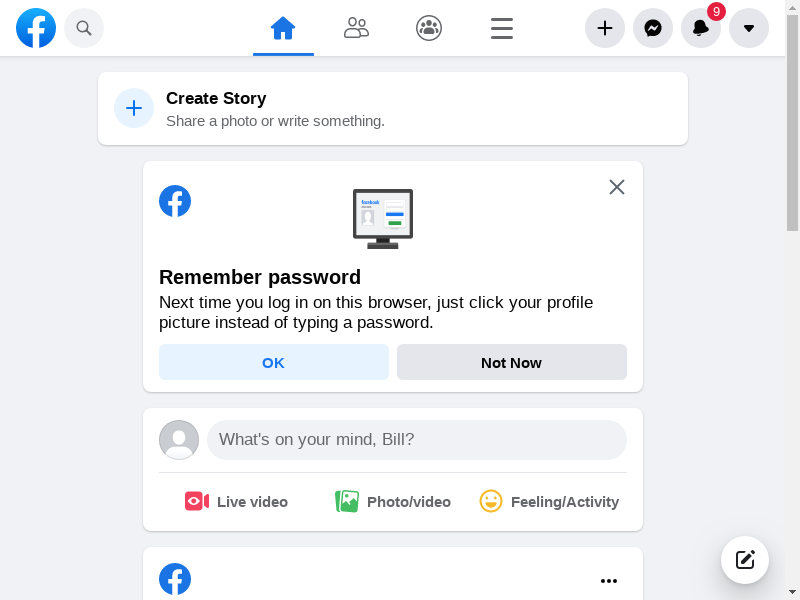 9
Create Story
Share a photo or write something.
facebook
Remember password
Next time you log in on this browser, just click your profile
picture instead of typing a password.
OK
Not Now
What's on your mind, Bill?
Live video
Photo/video
Feeling/Activity